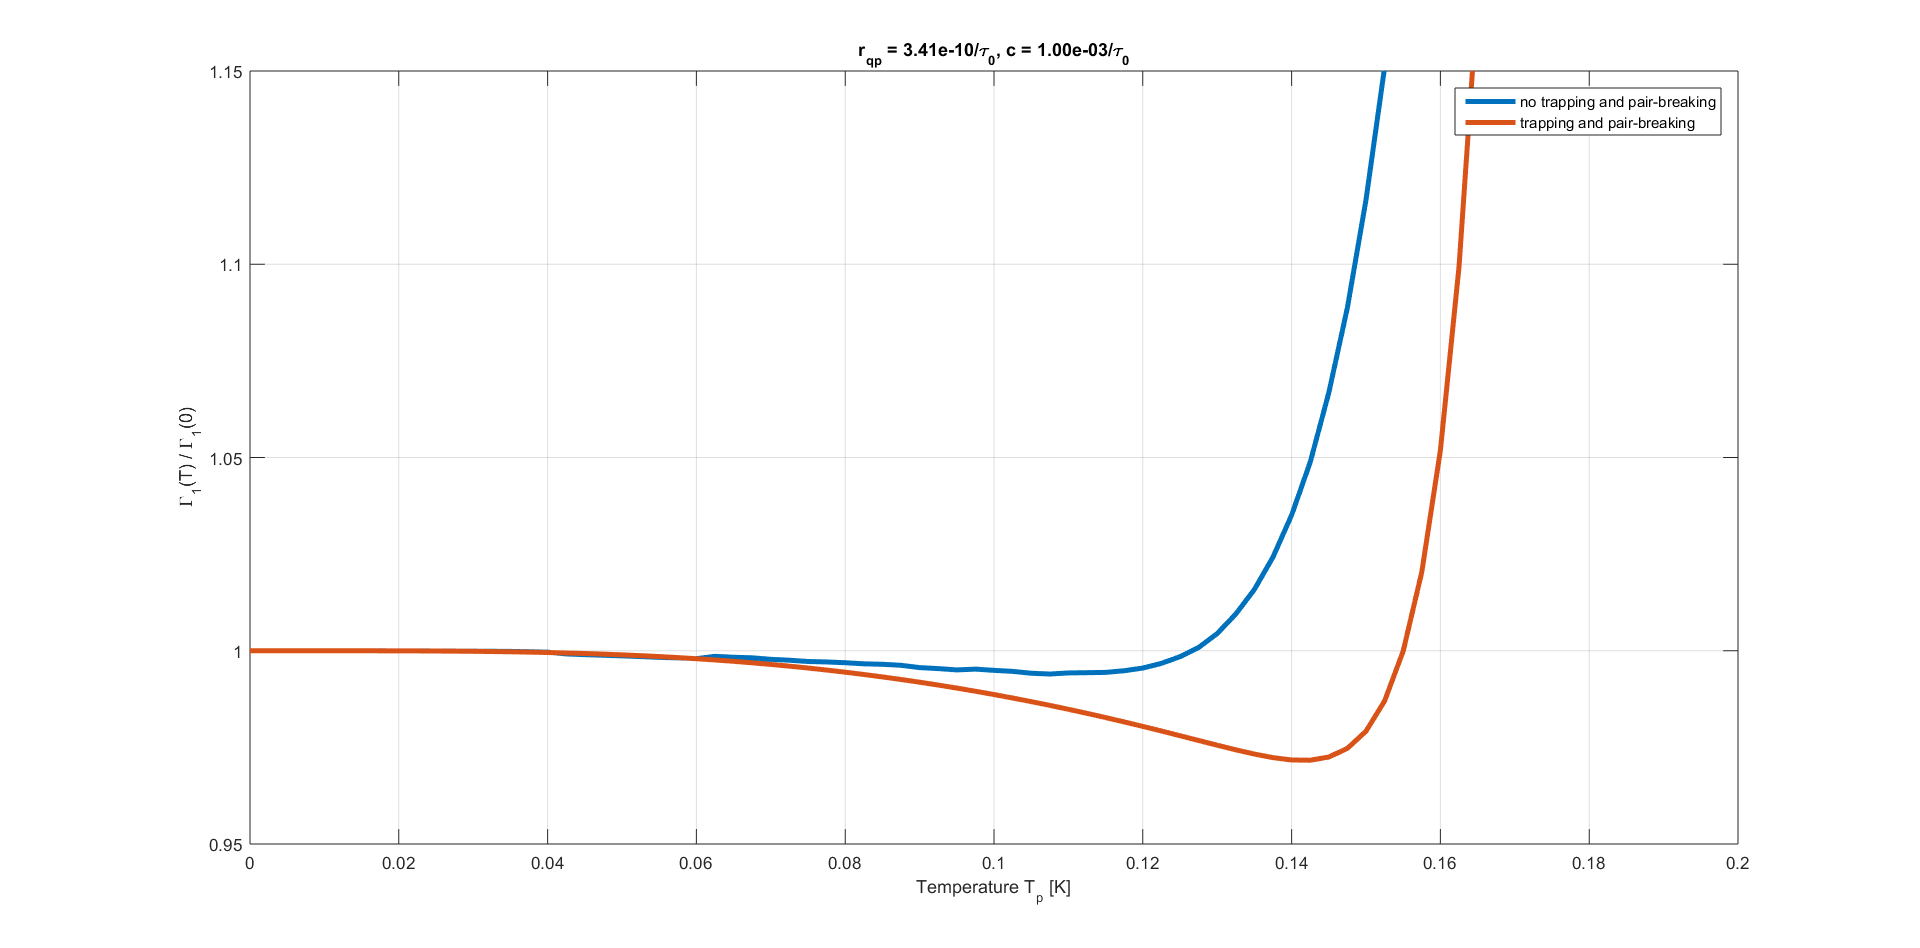 r_qp = 3.41e-10/τ_0, c = 1.00e-03/τ_0
1.15
1.1
1.05
1
0.95
Γ_1(T) / Γ_1(0)
no trapping and pair-breaking
trapping and pair-breaking
0 0.02 0.04 0.06 0.08 0.1 0.12 0.14 0.16 0.18 0.2
Temperature T_p [K]